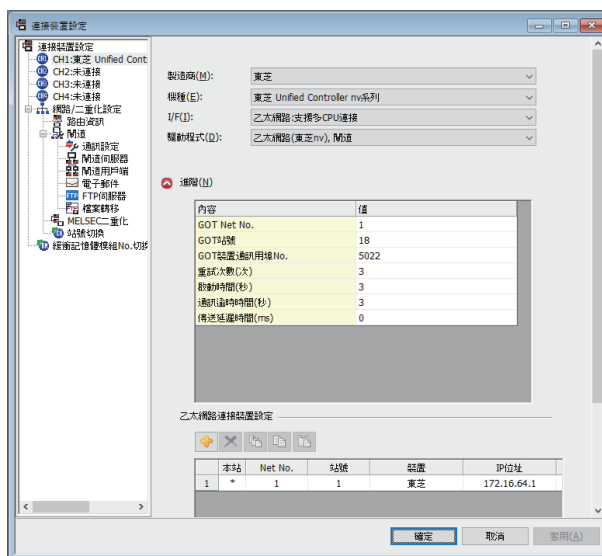 連接裝置設定
連接裝置設定
CH1:東芝 Unified Cont
CH2:未連接
CH3:未連接
CH4:未連接
網路/二重化設定
路由資訊
閘道
通訊設定
閘道伺服器
閘道用戶端
電子郵件
FTP伺服器
檔案轉移
MELSEC二重化
站號切換
緩衝記憶體模組No.切換
製造商(M): 東芝
機種(E): 東芝 Unified Controller nv系列
I/F(I): 乙太網路:支援多CPU連接
驅動程式(D): 乙太網路(東芝nv), 閘道
進階(N)
內容 值
GOT Net No. 1
GOT站號 18
GOT裝置通訊用埠No. 5022
重試次數(次) 3
啟動時間(秒) 3
通訊逾時時間(秒) 3
傳送延遲時間(ms) 0
乙太網路連接裝置設定
本站 Net No. 站號 裝置 IP位址
1 * 1 1 東芝 172.16.64.1
確定 取消 套用(A)